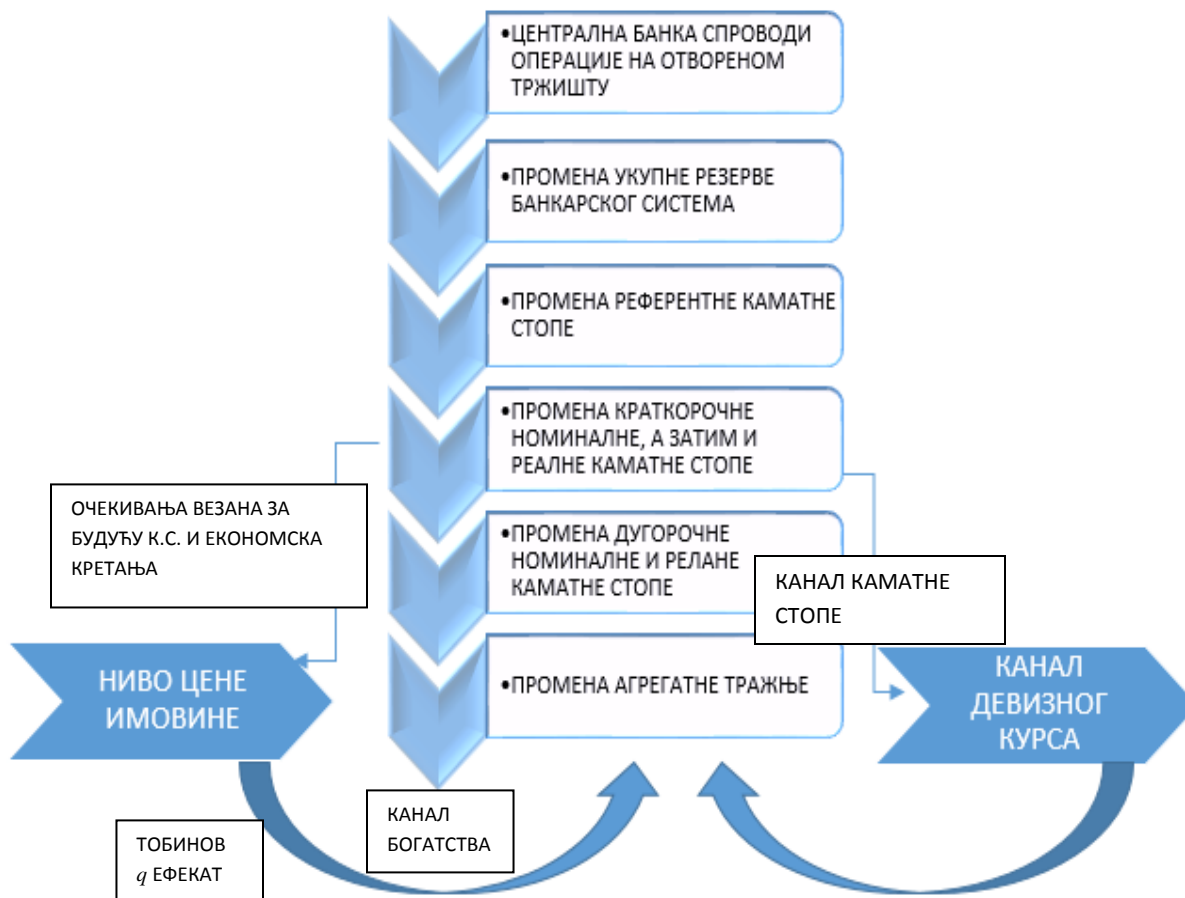 •ЦЕНТРАЛНА БАНКА СПРОВОДИ
ОПЕРАЦИЈЕ НА ОТВОРЕНОМ
ТРЖИШТУ
•ПРОМЕНА УКУПНЕ РЕЗЕРВЕ
БАНКАРСКОГ СИСТЕМА
•ПРОМЕНА РЕФЕРЕНТНЕ КАМАТНЕ
СТОПЕ
•ПРОМЕНА КРАТКОРОЧНЕ
НОМИНАЛНЕ, А ЗАТИМ И
РЕАЛНЕ КАМАТНЕ СТОПЕ
ОЧЕКИВАЊА ВЕЗАНА ЗА
БУДУЋУ К.С. И ЕКОНОМСКА
КРЕТАЊА
•ПРОМЕНА ДУГОРОЧНЕ
НОМИНАЛНЕ И РЕЛАНЕ
КАМАТНЕ СТОПЕ
КАНАЛ КАМАТНЕ
СТОПЕ
НИВО ЦЕНЕ
ИМОВИНЕ
•ПРОМЕНА АГРЕГАТНЕ ТРАЖЊЕ
КАНАЛ
ДЕВИЗНОГ
КУРСА
КАНАЛ
БОГАТСТВА
ТОБИНОВ
q ЕФЕКАТ